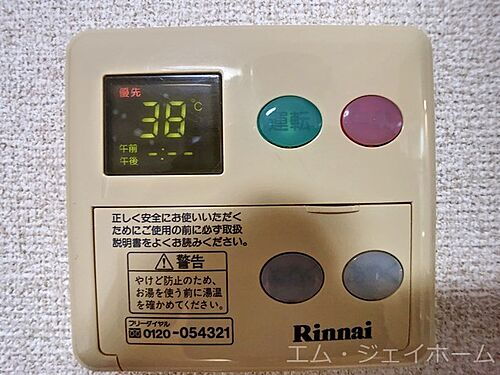 優先
38℃
午前
午後 -:--
運転
正しく安全にお使いいただく
ためにご使用の前に必ず取扱
説明書をよくお読みください。
警告
やけど防止のため、
お湯を使う前に湯温
を確かめてください。
フリーダイヤル
0120-054321
Rinnai
エム・ジェイホーム